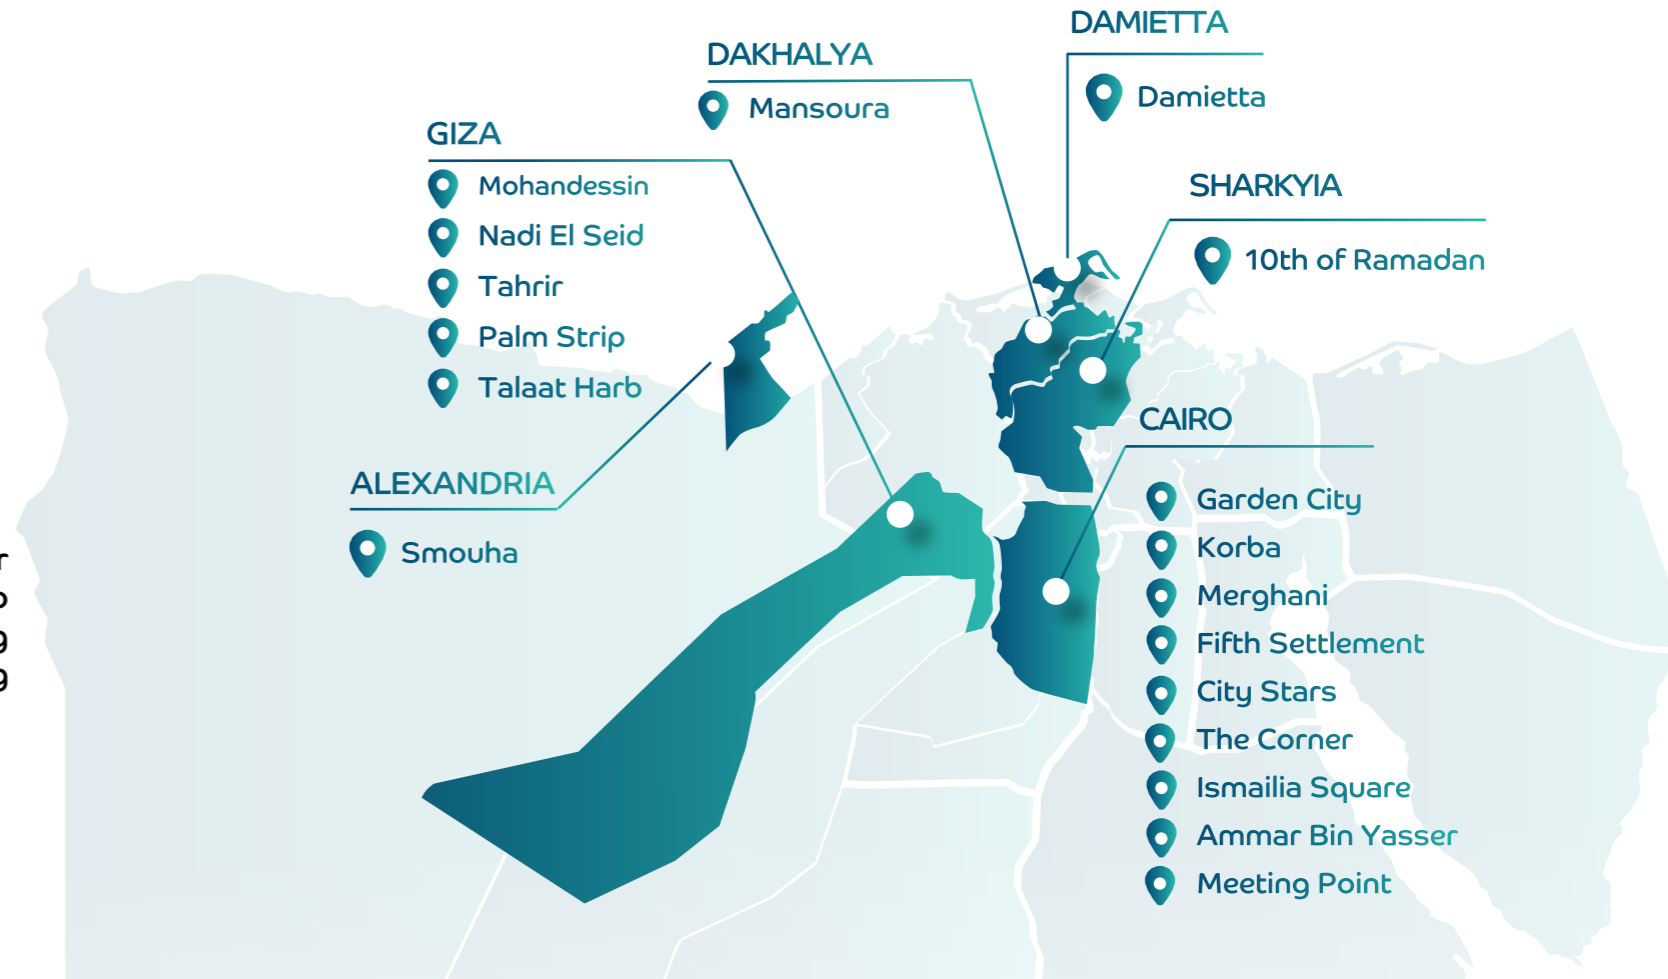 DAMIETTA
Damietta
DAKHALYA
Mansoura
GIZA
Mohandessin
Nadi El Seid
Tahrir
Palm Strip
Talaat Harb
SHARKYIA
10th of Ramadan
ALEXANDRIA
Smouha
CAIRO
Garden City
Korba
Merghani
Fifth Settlement
City Stars
The Corner
Ismailia Square
Ammar Bin Yasser
Meeting Point